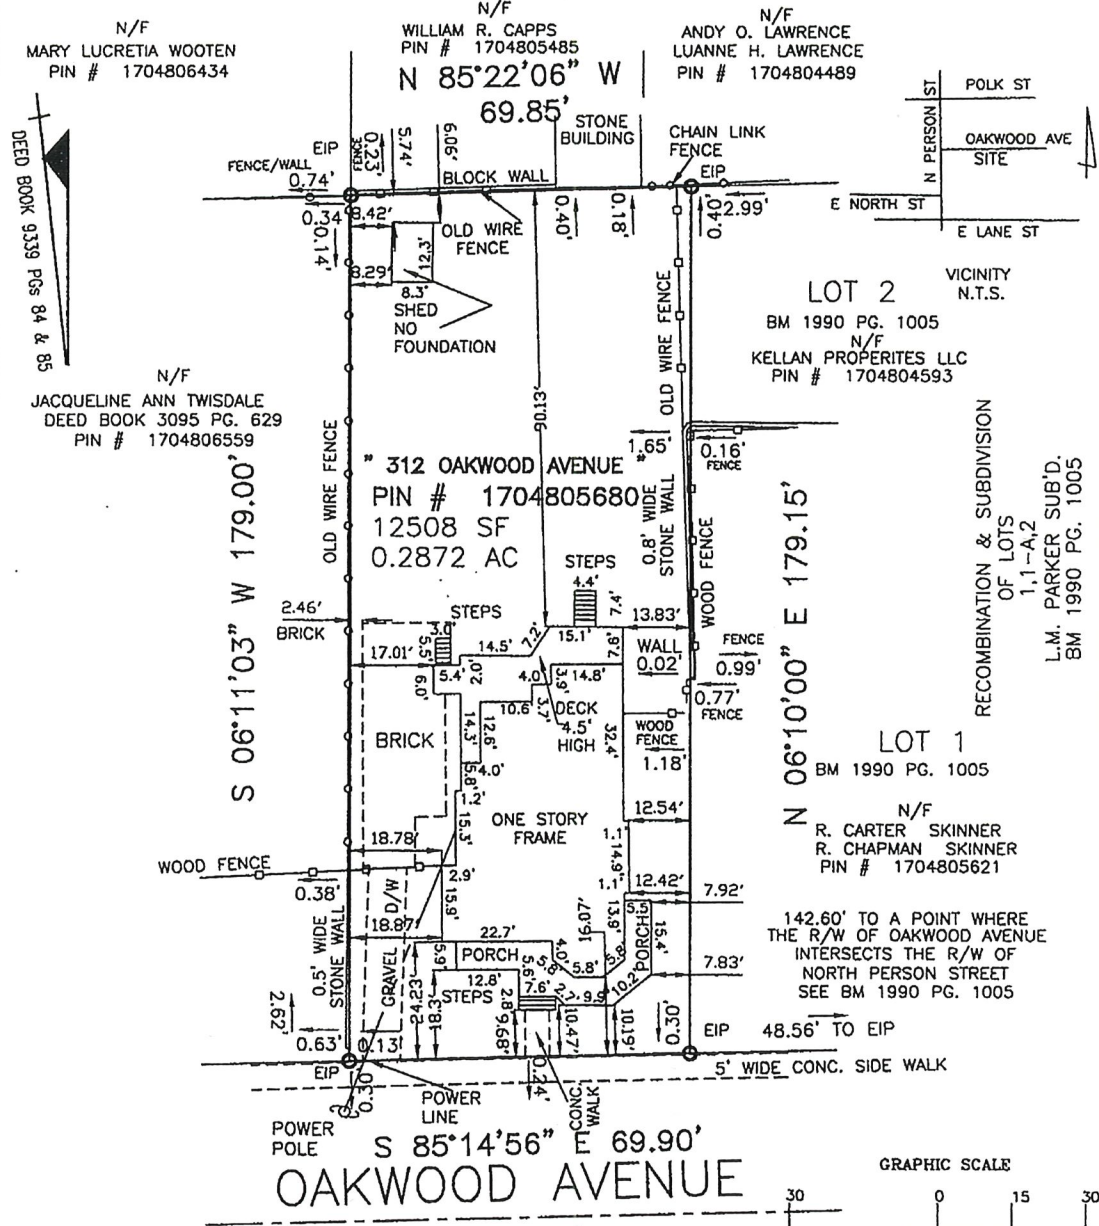 N/F
MARY LUCRETIA WOOTEN
PIN # 1704806434
N/F
WILLIAM R. CAPPS
PIN # 1704805485
N/F
ANDY O. LAWRENCE
LUANNE H. LAWRENCE
PIN # 1704804489
N 85°22'06" W
69.85'
POLK ST
N PERSON ST
OAKWOOD AVE
SITE
E NORTH ST
E LANE ST
VICINITY
N.T.S.
DEED BOOK 9339 PGs 84 & 85
EIP
FENCE/WALL
0.74'
FENCE
0.23'
5.74'
6.06'
BLOCK WALL
STONE
BUILDING
CHAIN LINK
FENCE
EIP
2.99'
0.34
0.14'
8.42'
OLD WIRE
FENCE
0.40'
0.18'
0.40'
12.3'
8.29'
8.3'
SHED
NO
FOUNDATION
LOT 2
BM 1990 PG. 1005
N/F
KELLAN PROPERITES LLC
PIN # 1704804593
N/F
JACQUELINE ANN TWISDALE
DEED BOOK 3095 PG. 629
PIN # 1704806559
OLD WIRE FENCE
90.13'
OLD WIRE FENCE
1.65'
0.16'
FENCE
"312 OAKWOOD AVENUE"
PIN # 1704805680
12508 SF
0.2872 AC
0.8' WIDE
STONE WALL
WOOD FENCE
S 06°11'03" W 179.00'
N 06°10'00" E 179.15'
RECOMBINATION & SUBDIVISION
OF LOTS
1,1-A,2
L.M. PARKER SUB'D.
BM 1990 PG. 1005
STEPS
4.4'
7.4'
2.46'
BRICK
STEPS
3.0'
5.5'
14.5'
7.2'
15.1'
13.83'
7.9'
WALL
0.02'
FENCE
0.99'
17.01'
5.4'
2.0'
6.0'
4.0'
3.9'
14.8'
0.77'
FENCE
10.6'
3.7'
DECK
4.5'
HIGH
14.3'
12.6'
32.4'
WOOD
FENCE
1.18'
BRICK
5.8'
4.0'
1.2'
LOT 1
BM 1990 PG. 1005
N/F
R. CARTER SKINNER
R. CHAPMAN SKINNER
PIN # 1704805621
ONE STORY
FRAME
15.3'
12.54'
1.1'
14.9'
18.78'
WOOD FENCE
0.38'
2.9'
1.1'
12.42'
7.92'
D/W
15.9'
5.5
13.9'
PORCH
15.4'
18.87'
0.5' WIDE
STONE WALL
GRAVEL
22.7'
PORCH
5.9'
4.0'
5.8'
5.8'
5.8'
19.07'
7.83'
142.60' TO A POINT WHERE
THE R/W OF OAKWOOD AVENUE
INTERSECTS THE R/W OF
NORTH PERSON STREET
SEE BM 1990 PG. 1005
12.8'
STEPS
5.6'
7.6'
2.7'
9.9'
10.2'
2.8'
2.62'
24.23'
18.3'
9.68'
10.47'
10.19'
0.30'
EIP
48.56' TO EIP
0.63'
0.13'
EIP
5' WIDE CONC. SIDE WALK
0.30'
POWER
LINE
0.24'
CONC.
WALK
POWER
POLE
S 85°14'56" E 69.90'
OAKWOOD AVENUE
GRAPHIC SCALE
30
0
15
30